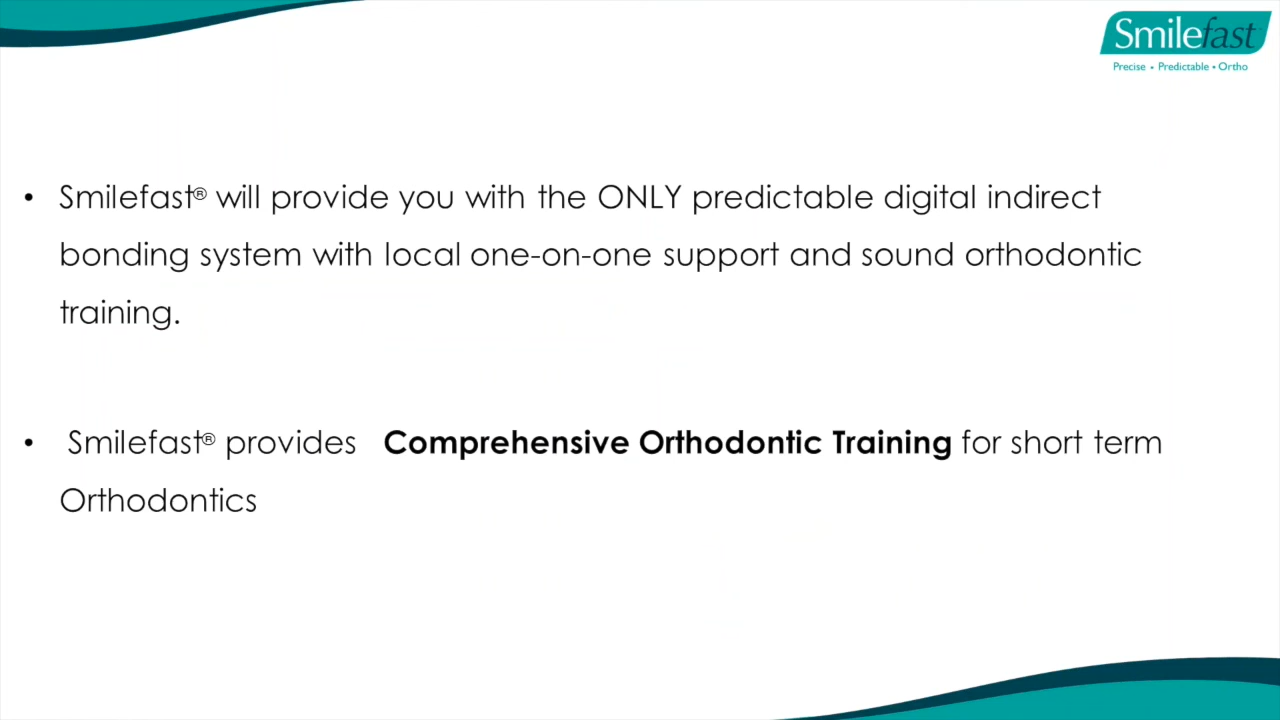 Smilefast
Precise • Predictable • Ortho
• Smilefast® will provide you with the ONLY predictable digital indirect
bonding system with local one-on-one support and sound orthodontic
training.
• Smilefast® provides Comprehensive Orthodontic Training for short term
Orthodontics